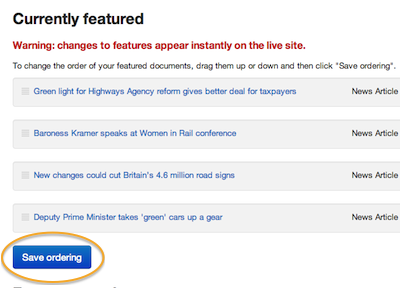 Currently featured
Warning: changes to features appear instantly on the live site.
To change the order of your featured documents, drag them up or down and then click "Save ordering".
Green light for Highways Agency reform gives better deal for taxpayers News Article
Baroness Kramer speaks at Women in Rail conference News Article
New changes could cut Britain's 4.6 million road signs News Article
Deputy Prime Minister takes 'green' cars up a gear News Article
Save ordering